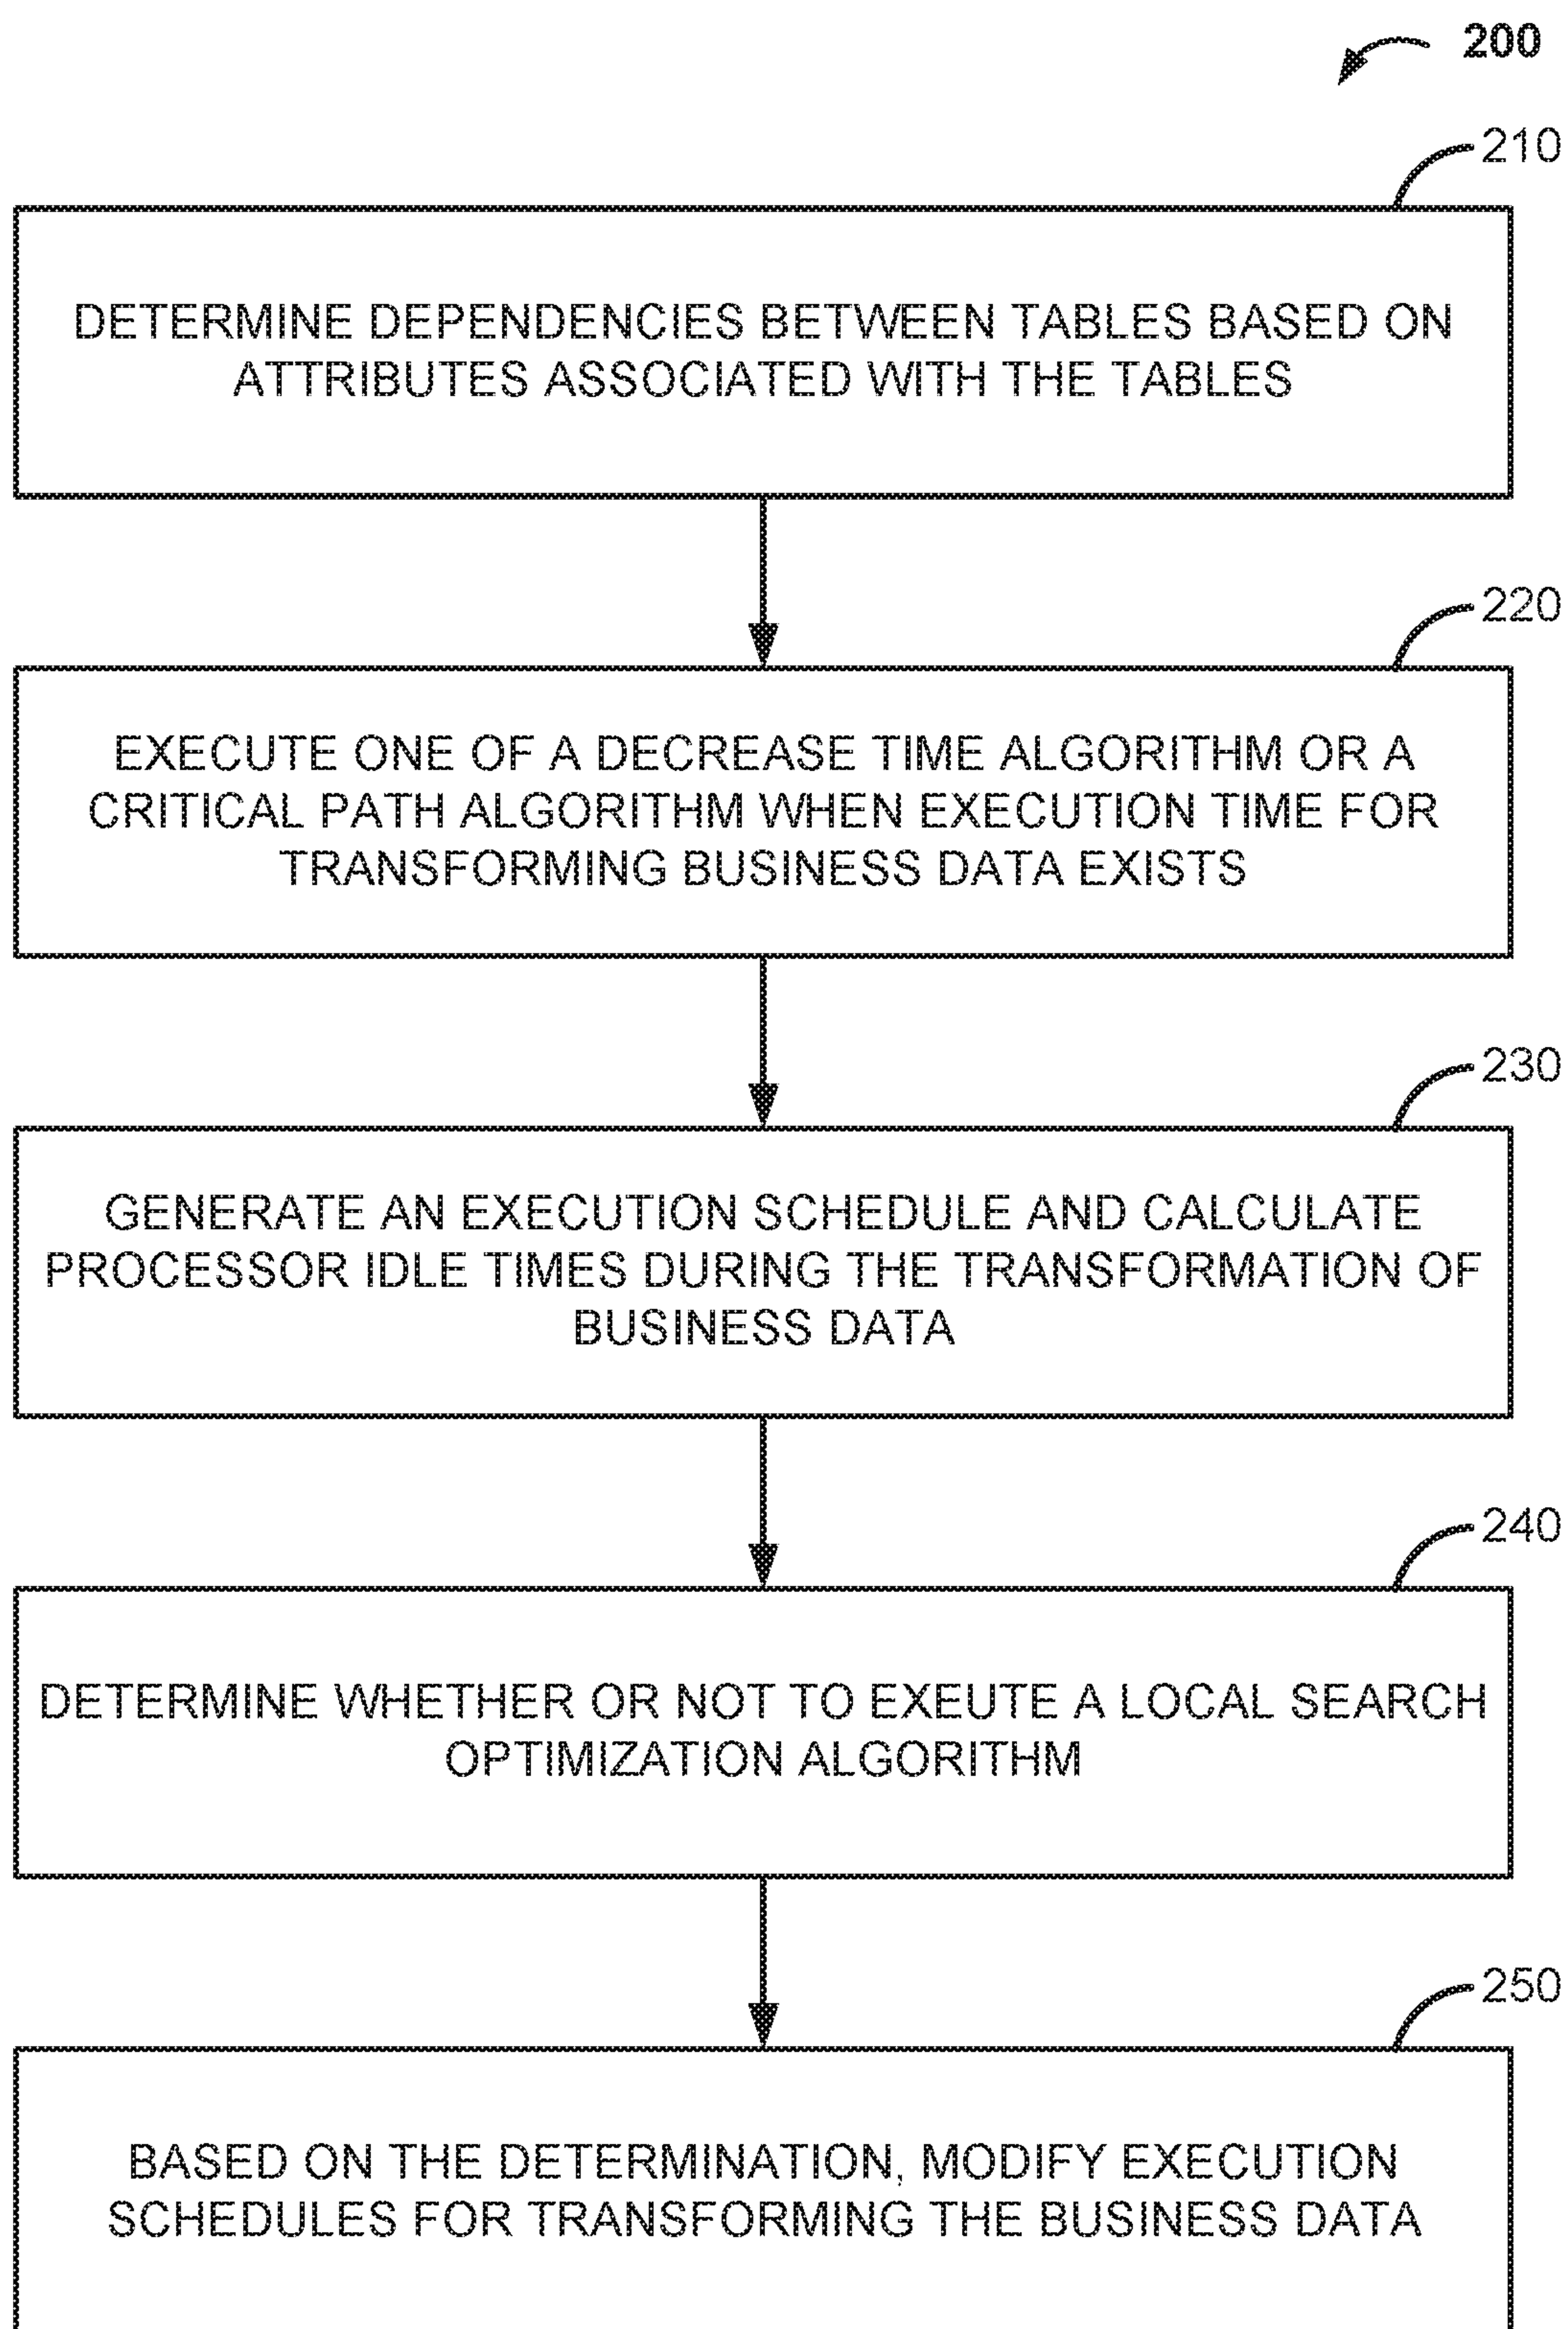 200
210
DETERMINE DEPENDENCIES BETWEEN TABLES BASED ON
ATTRIBUTES ASSOCIATED WITH THE TABLES
220
EXECUTE ONE OF A DECREASE TIME ALGORITHM OR A
CRITICAL PATH ALGORITHM WHEN EXECUTION TIME FOR
TRANSFORMING BUSINESS DATA EXISTS
230
GENERATE AN EXECUTION SCHEDULE AND CALCULATE
PROCESSOR IDLE TIMES DURING THE TRANSFORMATION OF
BUSINESS DATA
240
DETERMINE WHETHER OR NOT TO EXEUTE A LOCAL SEARCH
OPTIMIZATION ALGORITHM
250
BASED ON THE DETERMINATION, MODIFY EXECUTION
SCHEDULES FOR TRANSFORMING THE BUSINESS DATA